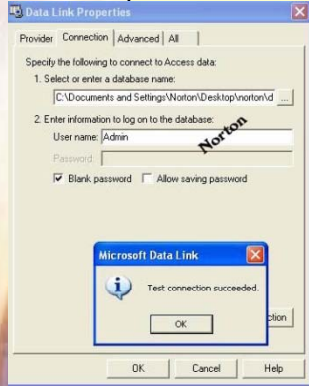 Data Link Properties
Provider Connection Advanced All
Specify the following to connect to Access data:
1. Select or enter a database name:
C:\Documents and Settings\Norton\Desktop\norton\d ...
2. Enter information to log on to the database:
User name: Admin
Norton
Password:
Blank password Allow saving password
Microsoft Data Link
Test connection succeeded.
OK
ction
OK Cancel Help